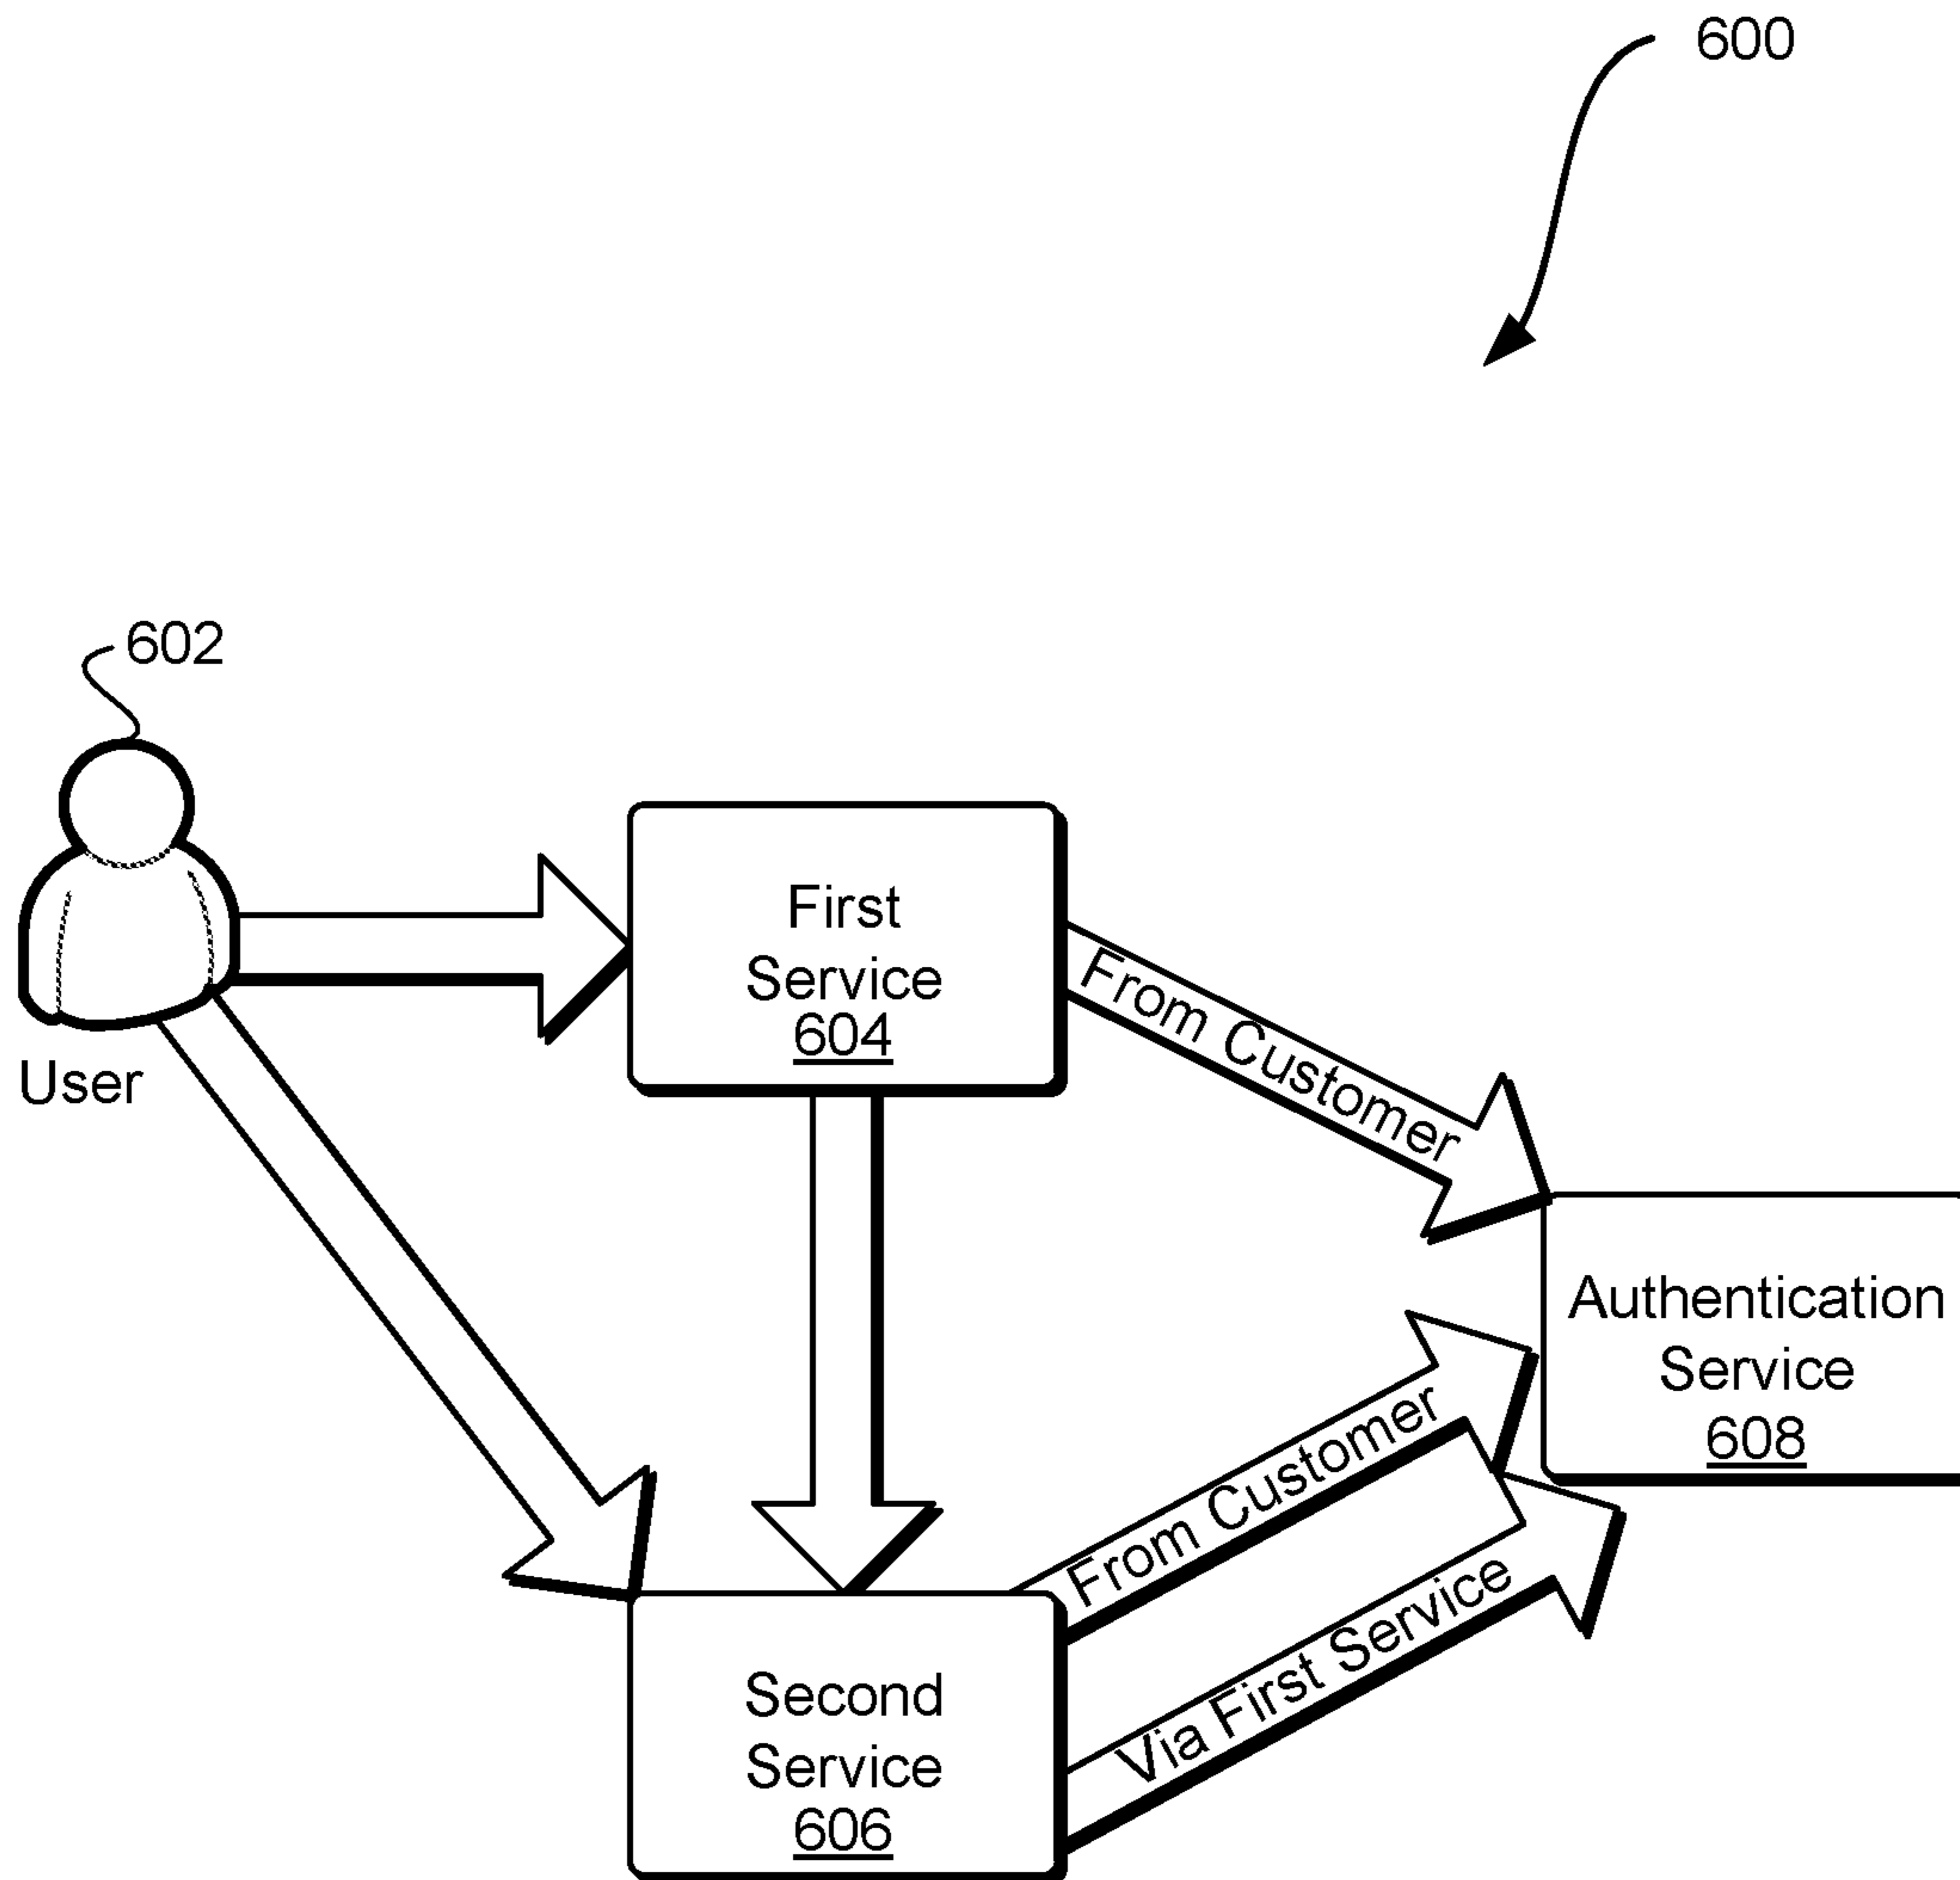 600
602
User
First
Service
604
From Customer
Authentication
Service
608
From Customer
Via First Service
Second
Service
606